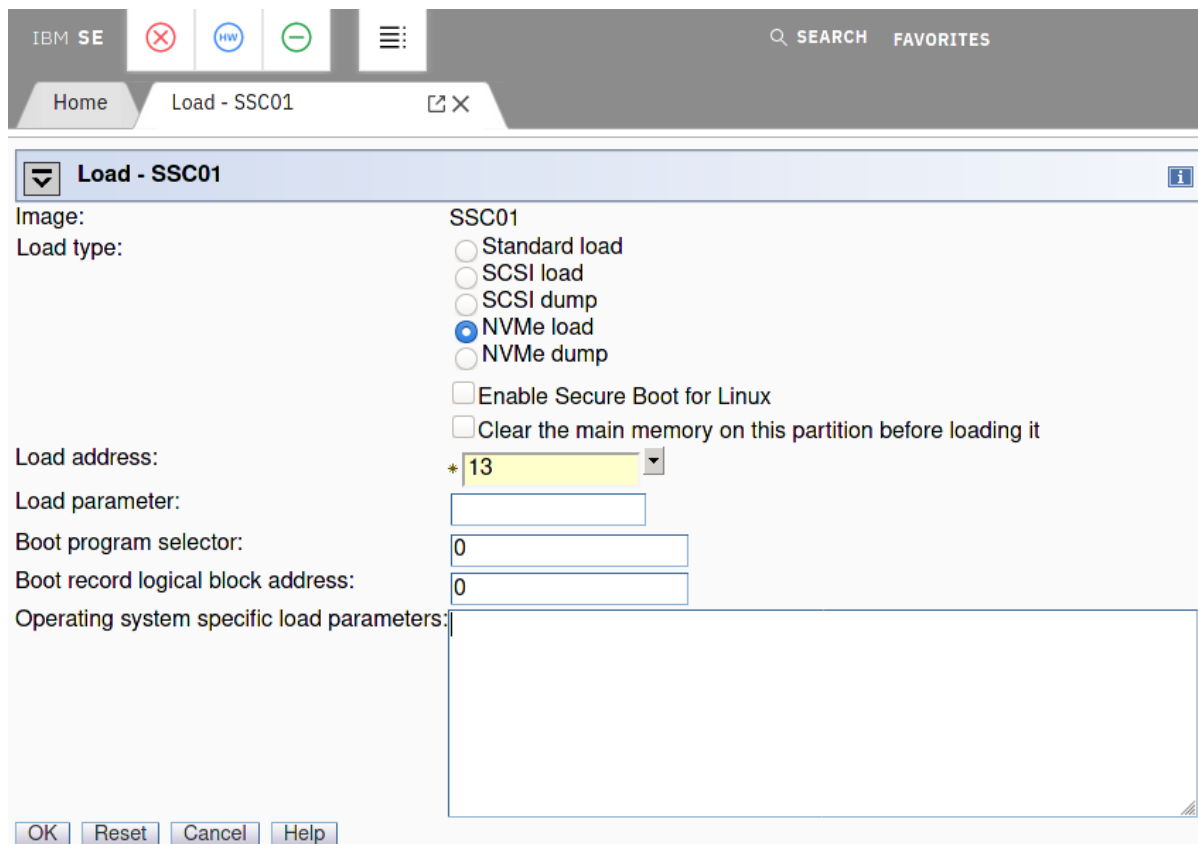 IBM SE HW SEARCH FAVORITES
Home Load - SSC01
Load - SSC01 i
Image: SSC01
Load type: Standard load
SCSI load
SCSI dump
NVMe load
NVMe dump
Enable Secure Boot for Linux
Clear the main memory on this partition before loading it
Load address: * 13
Load parameter:
Boot program selector: 0
Boot record logical block address: 0
Operating system specific load parameters:
OK Reset Cancel Help